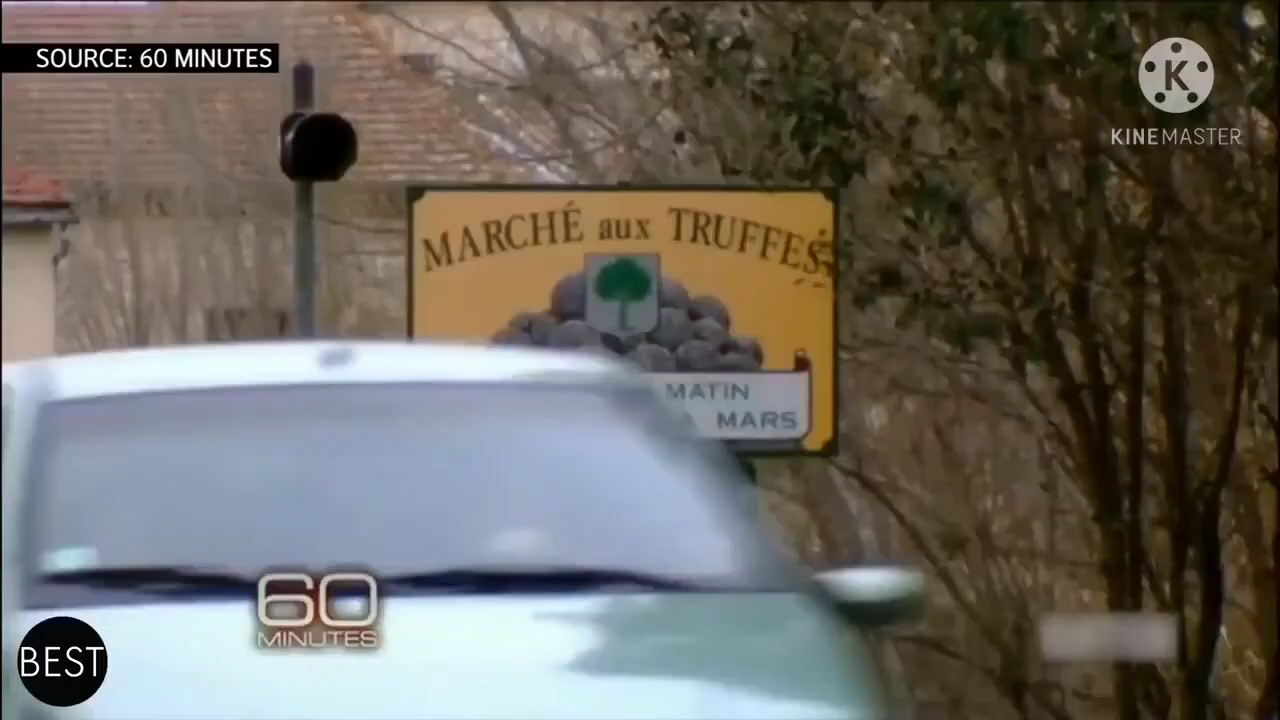 SOURCE: 60 MINUTES
K
KINEMASTER
MARCHÉ aux TRUFFES
MATIN
MARS
60
MINUTES
BEST